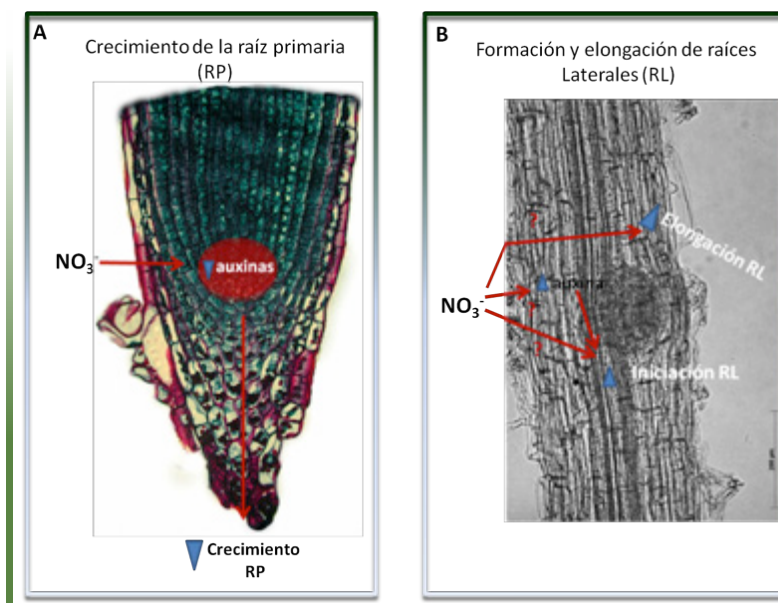 A
Crecimiento de la raíz primaria
(RP)
NO₃⁻
auxinas
Crecimiento
RP
B
Formación y elongación de raíces
Laterales (RL)
?
Elongación RL
auxina
NO₃⁻
?
?
Iniciación RL